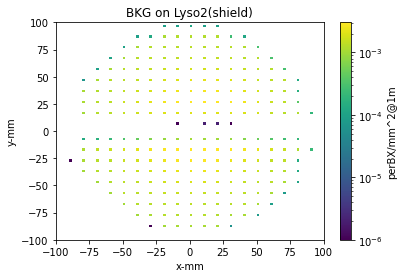 BKG on Lyso2(shield)
100
75
50
25
0
−25
−50
−75
−100
y-mm
−100 −75 −50 −25 0 25 50 75 100
x-mm
10^−3
10^−4
10^−5
10^−6
perBX/mm^2@1m